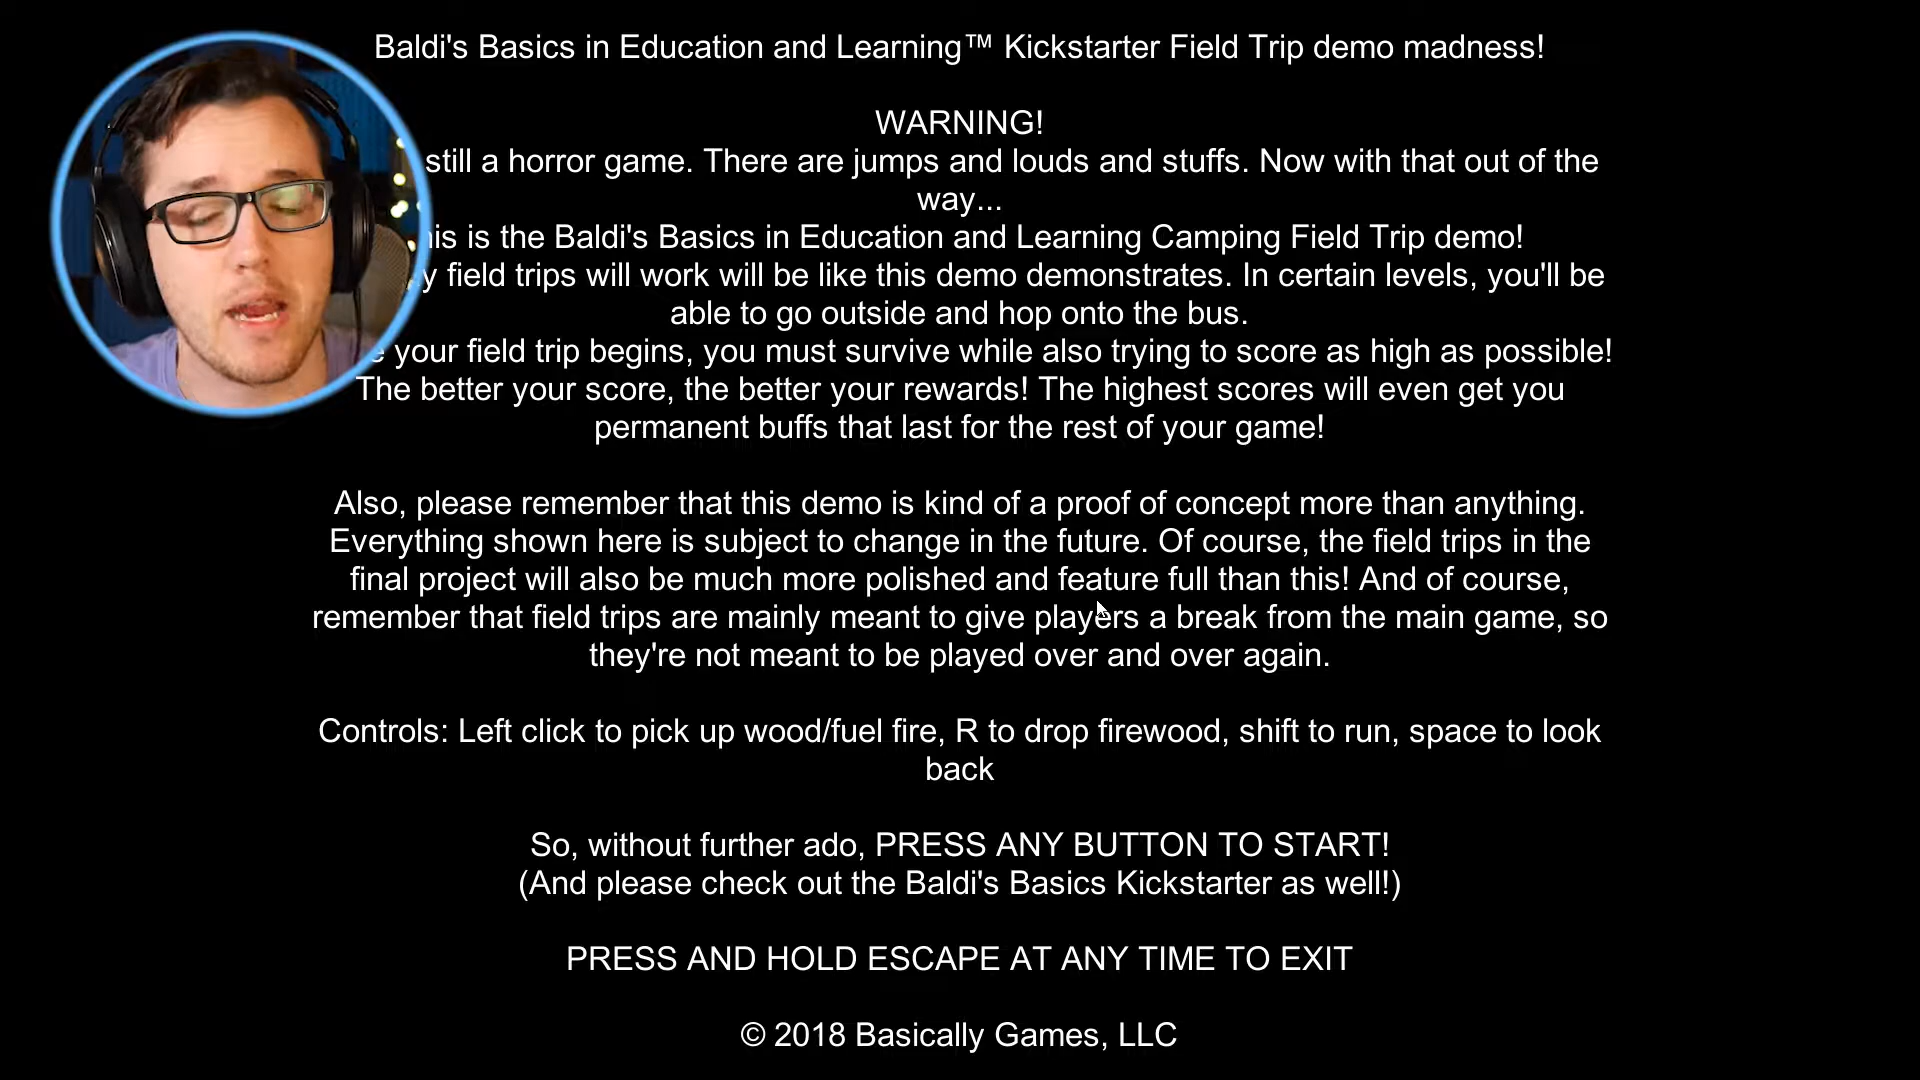 Baldi's Basics in Education and Learning™ Kickstarter Field Trip demo madness!
WARNING!
still a horror game. There are jumps and louds and stuffs. Now with that out of the
way...
is is the Baldi's Basics in Education and Learning Camping Field Trip demo!
y field trips will work will be like this demo demonstrates. In certain levels, you'll be
able to go outside and hop onto the bus.
e your field trip begins, you must survive while also trying to score as high as possible!
The better your score, the better your rewards! The highest scores will even get you
permanent buffs that last for the rest of your game!
Also, please remember that this demo is kind of a proof of concept more than anything.
Everything shown here is subject to change in the future. Of course, the field trips in the
final project will also be much more polished and feature full than this! And of course,
remember that field trips are mainly meant to give players a break from the main game, so
they're not meant to be played over and over again.
Controls: Left click to pick up wood/fuel fire, R to drop firewood, shift to run, space to look
back
So, without further ado, PRESS ANY BUTTON TO START!
(And please check out the Baldi's Basics Kickstarter as well!)
PRESS AND HOLD ESCAPE AT ANY TIME TO EXIT
© 2018 Basically Games, LLC